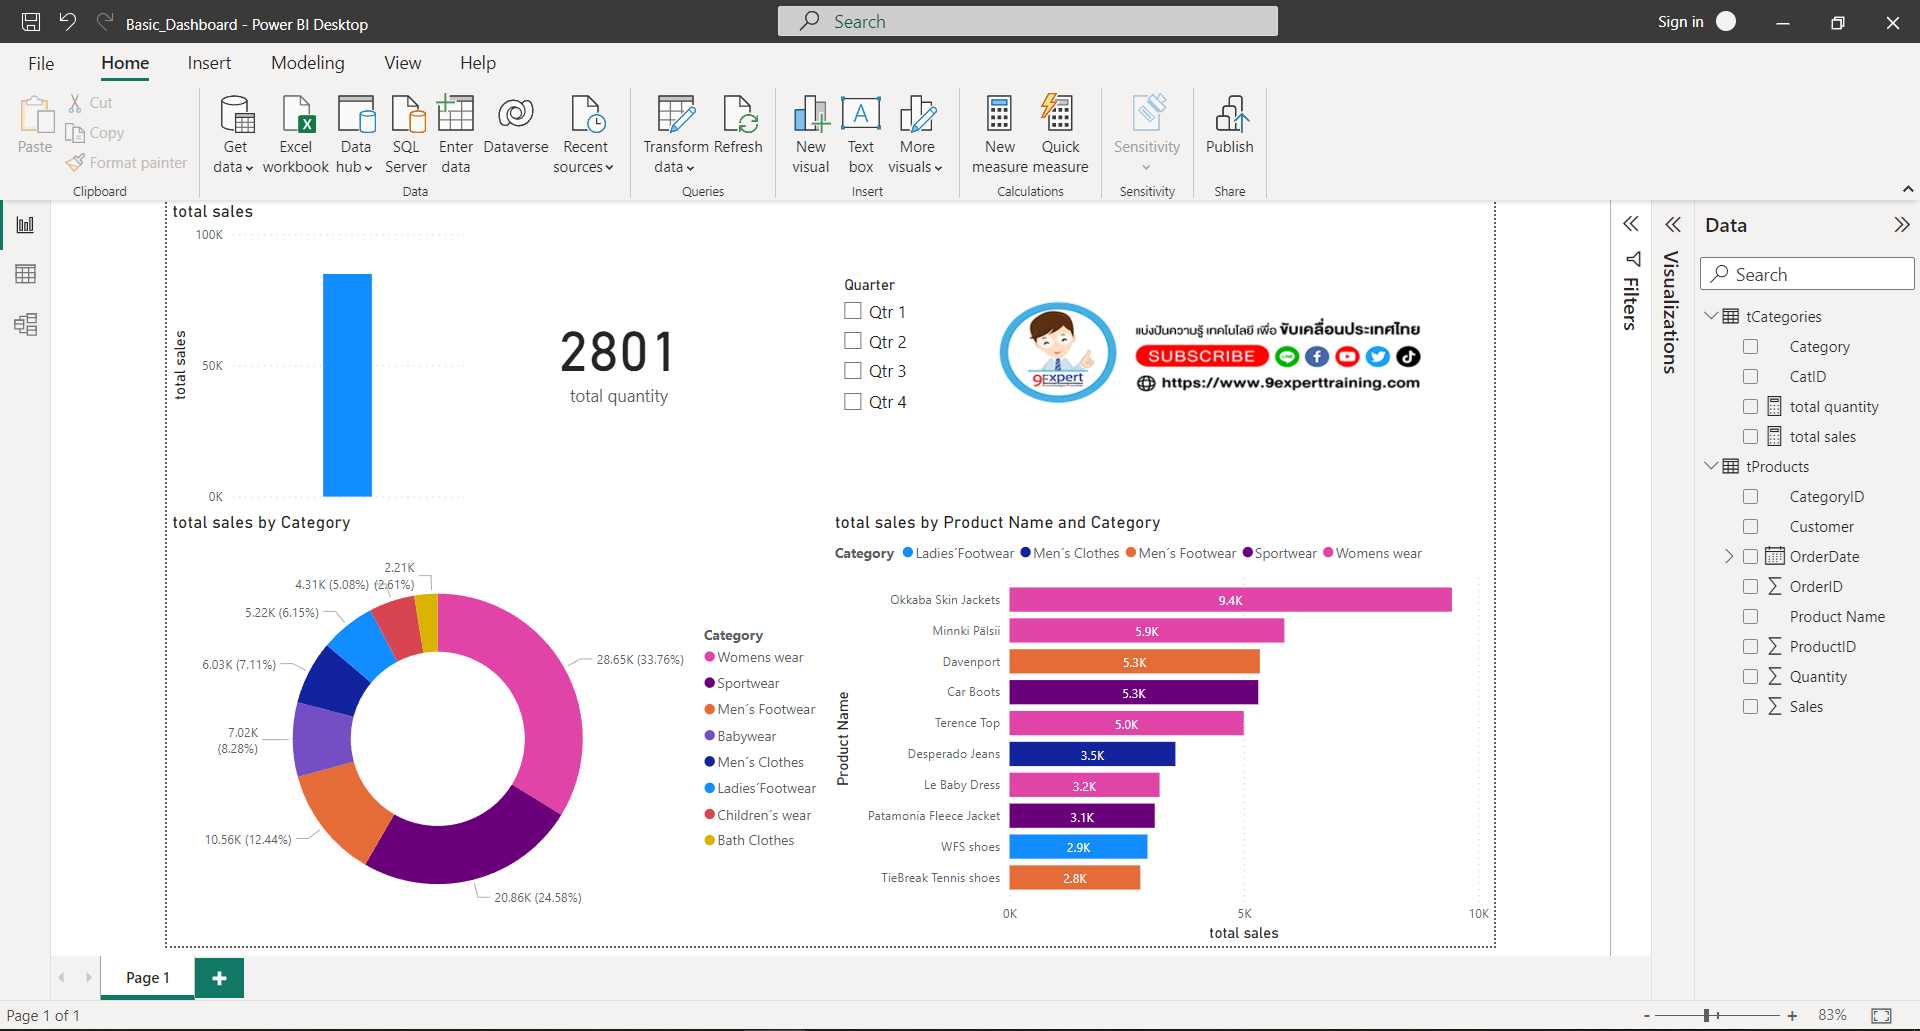 Basic_Dashboard - Power BI Desktop
Search
Sign in
File Home Insert Modeling View Help
Paste
Cut
Copy
Format painter
Clipboard
Get data
Excel workbook
Data hub
SQL Server
Enter data
Dataverse
Recent sources
Data
Transform data
Refresh
Queries
New visual
Text box
More visuals
Insert
New measure
Quick measure
Calculations
Sensitivity
Sensitivity
Publish
Share
total sales
100K
50K
0K
total sales
2801
total quantity
Quarter
Qtr 1
Qtr 2
Qtr 3
Qtr 4
9Expert
แบ่งปันความรู้ เทคโนโลยี เพื่อ ขับเคลื่อนประเทศไทย
SUBSCRIBE
https://www.9experttraining.com
total sales by Category
2.21K
(2.61%)
4.31K (5.08%)
5.22K (6.15%)
6.03K (7.11%)
7.02K
(8.28%)
10.56K (12.44%)
20.86K (24.58%)
28.65K (33.76%)
Category
Womens wear
Sportwear
Men´s Footwear
Babywear
Men´s Clothes
Ladies´Footwear
Children´s wear
Bath Clothes
total sales by Product Name and Category
Category Ladies´Footwear Men´s Clothes Men´s Footwear Sportwear Womens wear
Product Name
Okkaba Skin Jackets 9.4K
Minnki Pälsii 5.9K
Davenport 5.3K
Car Boots 5.3K
Terence Top 5.0K
Desperado Jeans 3.5K
Le Baby Dress 3.2K
Patamonia Fleece Jacket 3.1K
WFS shoes 2.9K
TieBreak Tennis shoes 2.8K
0K 5K 10K
total sales
Filters
Visualizations
Data
Search
tCategories
Category
CatID
total quantity
total sales
tProducts
CategoryID
Customer
OrderDate
OrderID
Product Name
ProductID
Quantity
Sales
Page 1
Page 1 of 1
83%